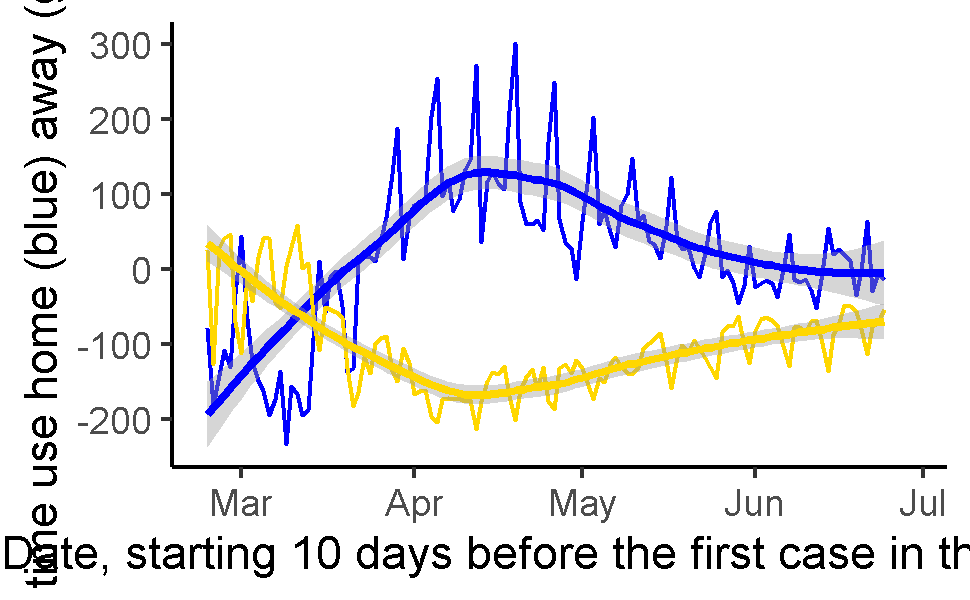 time use home (blue) away (
300
200
100
0
-100
-200
Mar Apr May Jun Jul
Date, starting 10 days before the first case in th